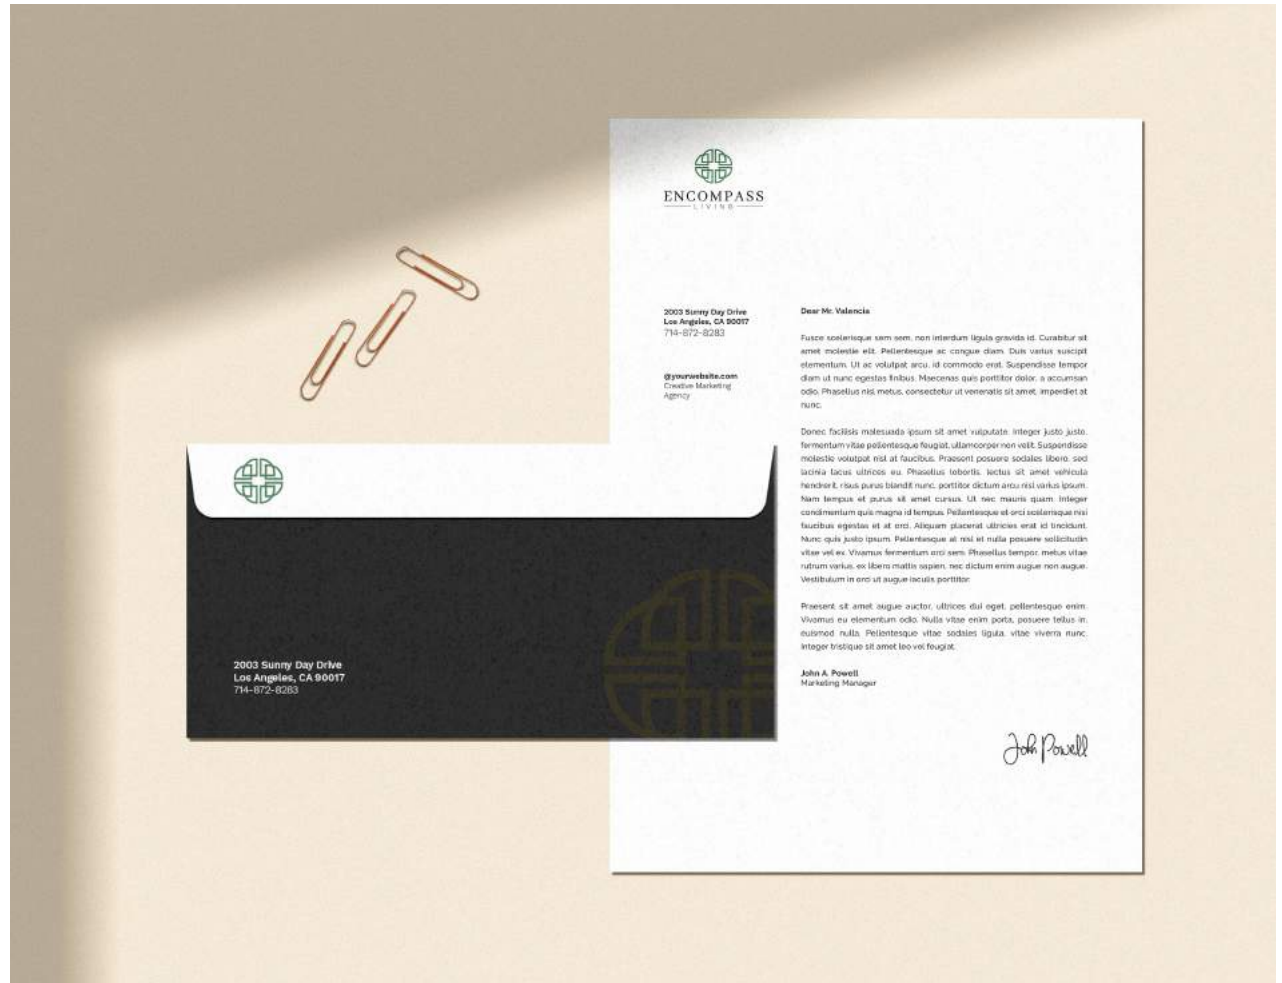 ENCOMPASS
LIVING
2003 Sunny Day Drive
Los Angeles, CA 90017
714-872-8283
@yourwebsite.com
Creative Marketing
Agency
Dear Mr. Valencia
Fusce scelerisque sem sem, non interdum ligula gravida id. Curabitur sit
amet molestie elit. Pellentesque ac congue diam. Duis varius suscipit
elementum. Ut ac volutpat arcu, id commodo erat. Suspendisse tempor
diam ut nunc egestas finibus. Maecenas quis porttitor dolor, a accumsan
odio. Phasellus nisl metus, consectetur ut venenatis sit amet, imperdiet at
nunc.
Donec facilisis malesuada ipsum sit amet vulputate. Integer justo justo,
fermentum vitae pellentesque feugiat, ullamcorper non velit. Suspendisse
molestie volutpat nisl at faucibus. Praesent posuere sodales libero, sed
lacinia lacus ultrices eu. Phasellus lobortis, lectus sit amet vehicula
hendrerit, risus purus blandit nunc, porttitor dictum arcu nisl varius ipsum.
Nam tempus et purus sit amet cursus. Ut nec mauris quam. Integer
condimentum quis magna id tempus. Pellentesque et orci scelerisque nisi
faucibus egestas et at orci. Aliquam placerat ultricies erat id tincidunt.
Nunc quis justo ipsum. Pellentesque at nisl et nulla posuere sollicitudin
vitae vel ex. Vivamus fermentum orci sem. Phasellus tempor, metus vitae
rutrum varius, ex libero mattis sapien, nec dictum enim augue non augue.
Vestibulum in orci ut augue iaculis porttitor.
Praesent sit amet augue auctor, ultrices dui eget, pellentesque enim.
Vivamus eu elementum odio. Nulla vitae enim porta, posuere tellus in,
euismod nulla. Pellentesque vitae sodales ligula, vitae viverra nunc.
Integer tristique sit amet leo vel feugiat.
John A. Powell
Marketing Manager
John Powell
2003 Sunny Day Drive
Los Angeles, CA 90017
714-872-8283